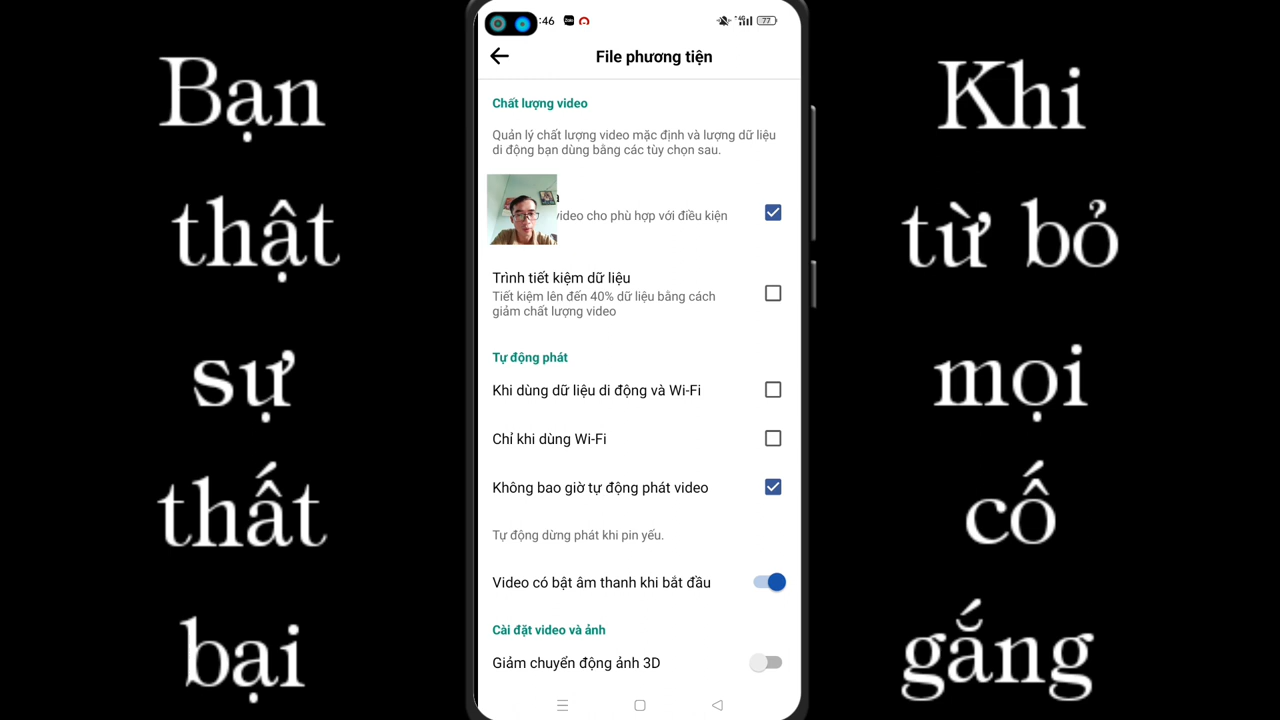 Bạn
thật
sự
thất
bại
:46
77
File phương tiện
Chất lượng video
Quản lý chất lượng video mặc định và lượng dữ liệu
di động bạn dùng bằng các tùy chọn sau.
video cho phù hợp với điều kiện
Trình tiết kiệm dữ liệu
Tiết kiệm lên đến 40% dữ liệu bằng cách
giảm chất lượng video
Tự động phát
Khi dùng dữ liệu di động và Wi-Fi
Chỉ khi dùng Wi-Fi
Không bao giờ tự động phát video
Tự động dừng phát khi pin yếu.
Video có bật âm thanh khi bắt đầu
Cài đặt video và ảnh
Giảm chuyển động ảnh 3D
Khi
từ bỏ
mọi
cố
gắng